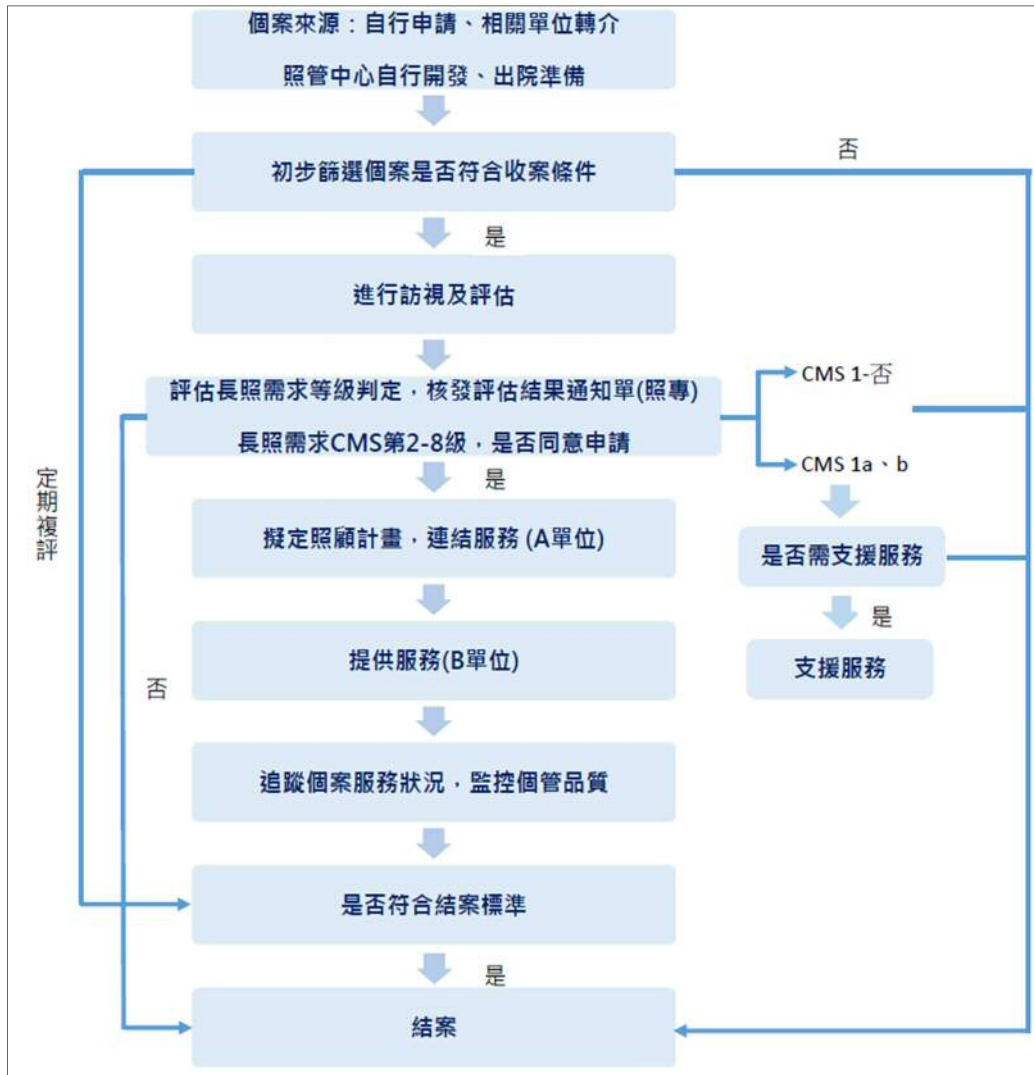 個案來源：自行申請、相關單位轉介
照管中心自行開發、出院準備
初步篩選個案是否符合收案條件
否
是
進行訪視及評估
評估長照需求等級判定，核發評估結果通知單(照專)
長照需求CMS第2-8級，是否同意申請
CMS 1-否
CMS 1a、b
是
定期複評
擬定照顧計畫，連結服務 (A單位)
是否需支援服務
是
提供服務(B單位)
支援服務
否
追蹤個案服務狀況，監控個管品質
是否符合結案標準
是
結案